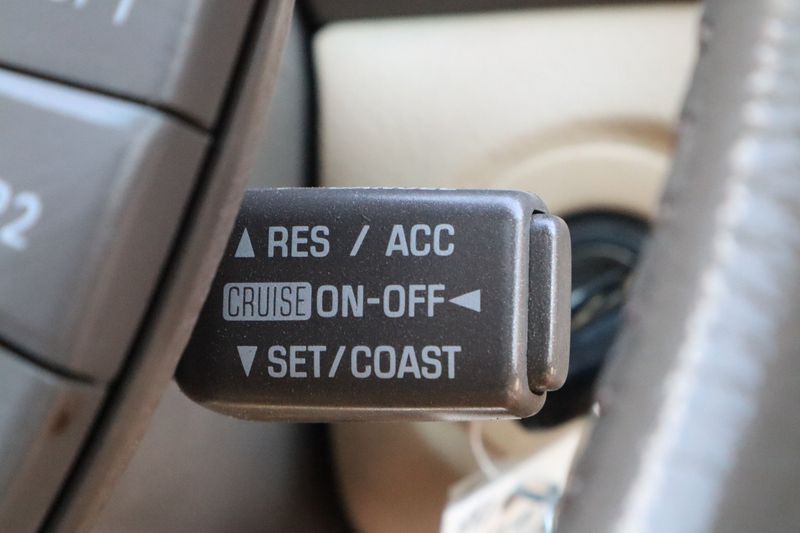 ▲ RES / ACC
CRUISE ON-OFF ◀
▼ SET/COAST